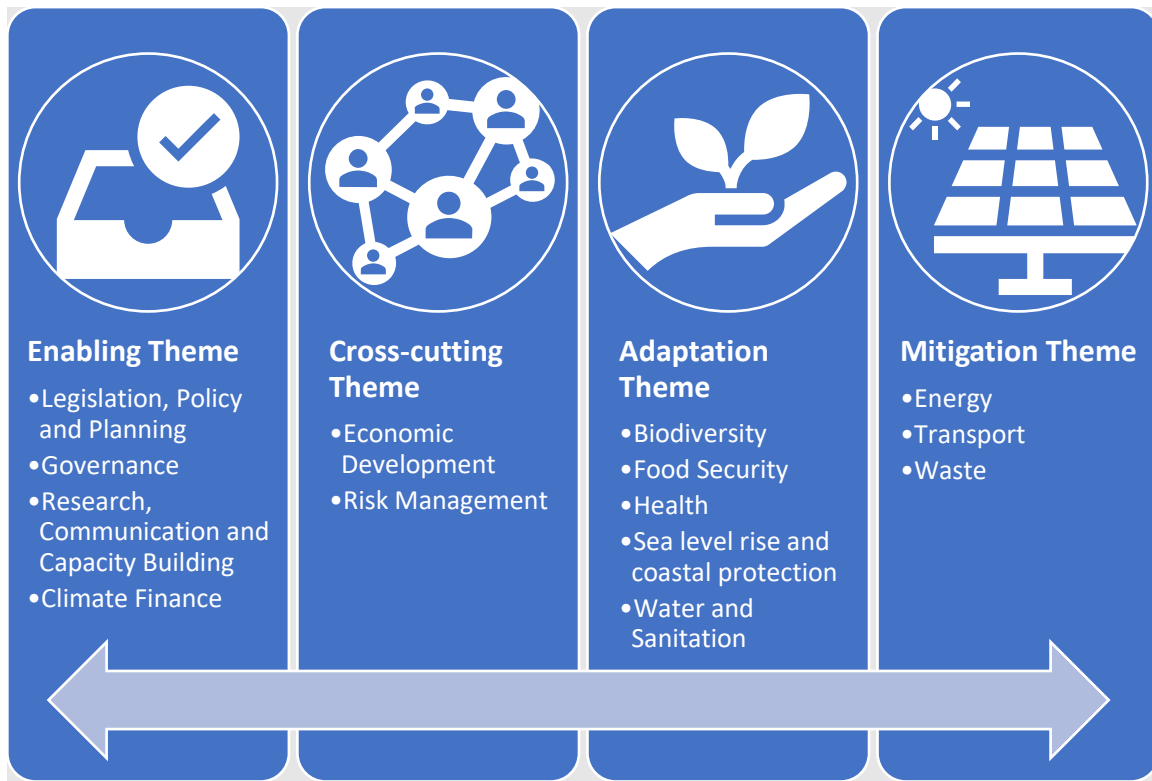 Enabling Theme
•Legislation, Policy
and Planning
•Governance
•Research,
Communication and
Capacity Building
•Climate Finance
Cross-cutting
Theme
•Economic
Development
•Risk Management
Adaptation
Theme
•Biodiversity
•Food Security
•Health
•Sea level rise and
coastal protection
•Water and
Sanitation
Mitigation Theme
•Energy
•Transport
•Waste